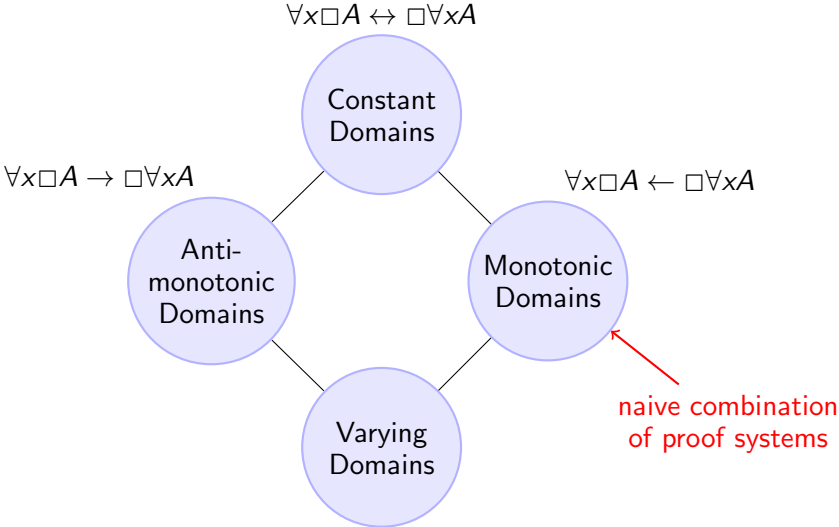 ∀x□A ↔ □∀xA
Constant
Domains
∀x□A → □∀xA
∀x□A ← □∀xA
Anti-
monotonic
Domains
Monotonic
Domains
naive combination
of proof systems
Varying
Domains